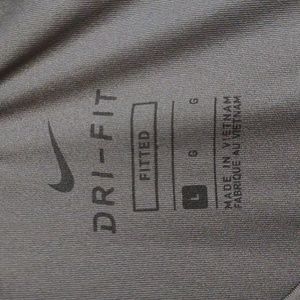 DRI-FIT
FITTED
L G G
MADE IN VIETNAM
FABRIQUÉ AU VIETNAM